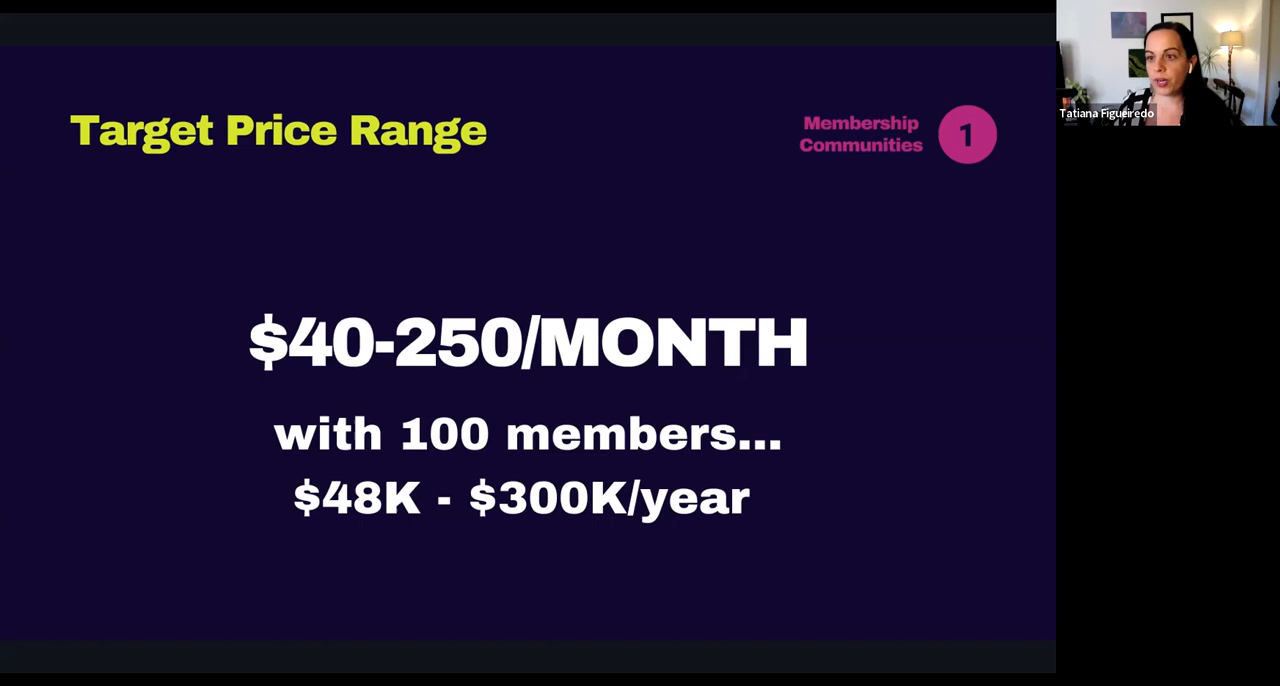 Target Price Range
Membership
Communities
1
$40-250/MONTH
with 100 members...
$48K - $300K/year
Tatiana Figueiredo